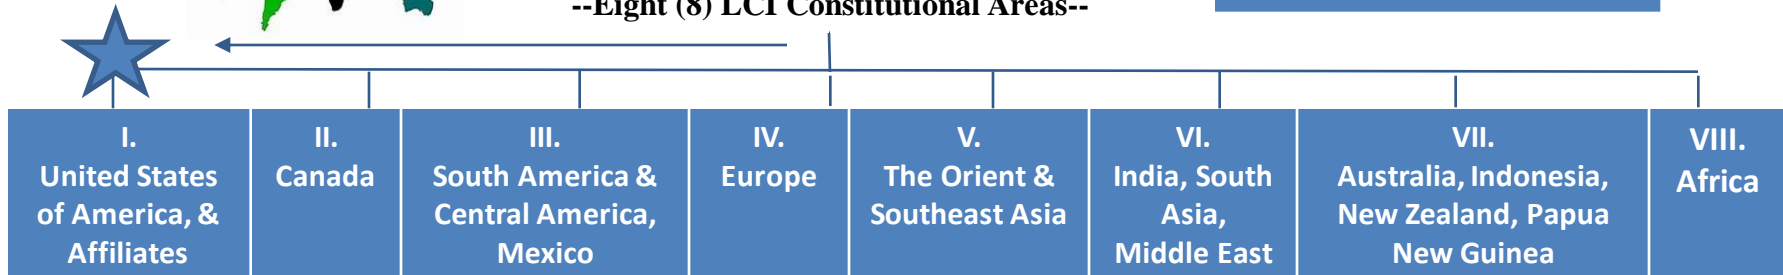 --Eight (8) LCI Constitutional Areas--
I.
United States
of America, &
Affiliates
II.
Canada
III.
South America &
Central America,
Mexico
IV.
Europe
V.
The Orient &
Southeast Asia
VI.
India, South
Asia,
Middle East
VII.
Australia, Indonesia,
New Zealand, Papua
New Guinea
VIII.
Africa